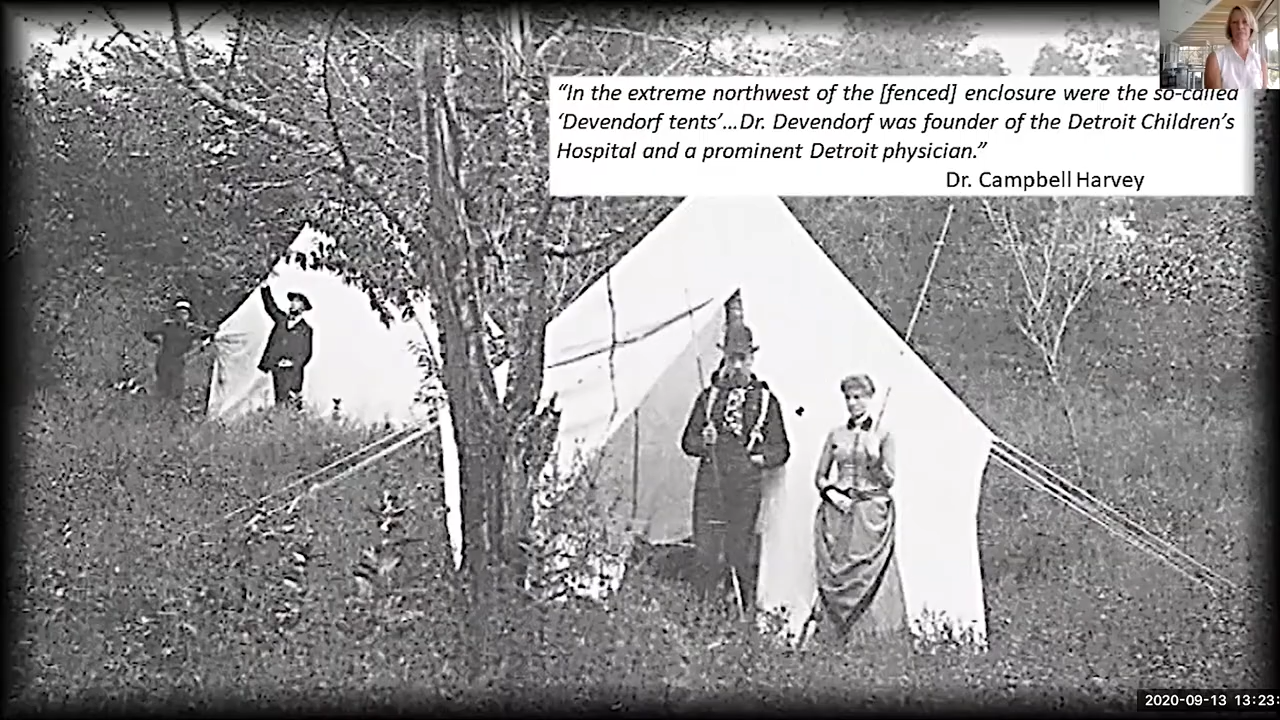 “In the extreme northwest of the [fenced] enclosure were the so-called
‘Devendorf tents’…Dr. Devendorf was founder of the Detroit Children’s
Hospital and a prominent Detroit physician.”
Dr. Campbell Harvey
2020-09-13 13:23: